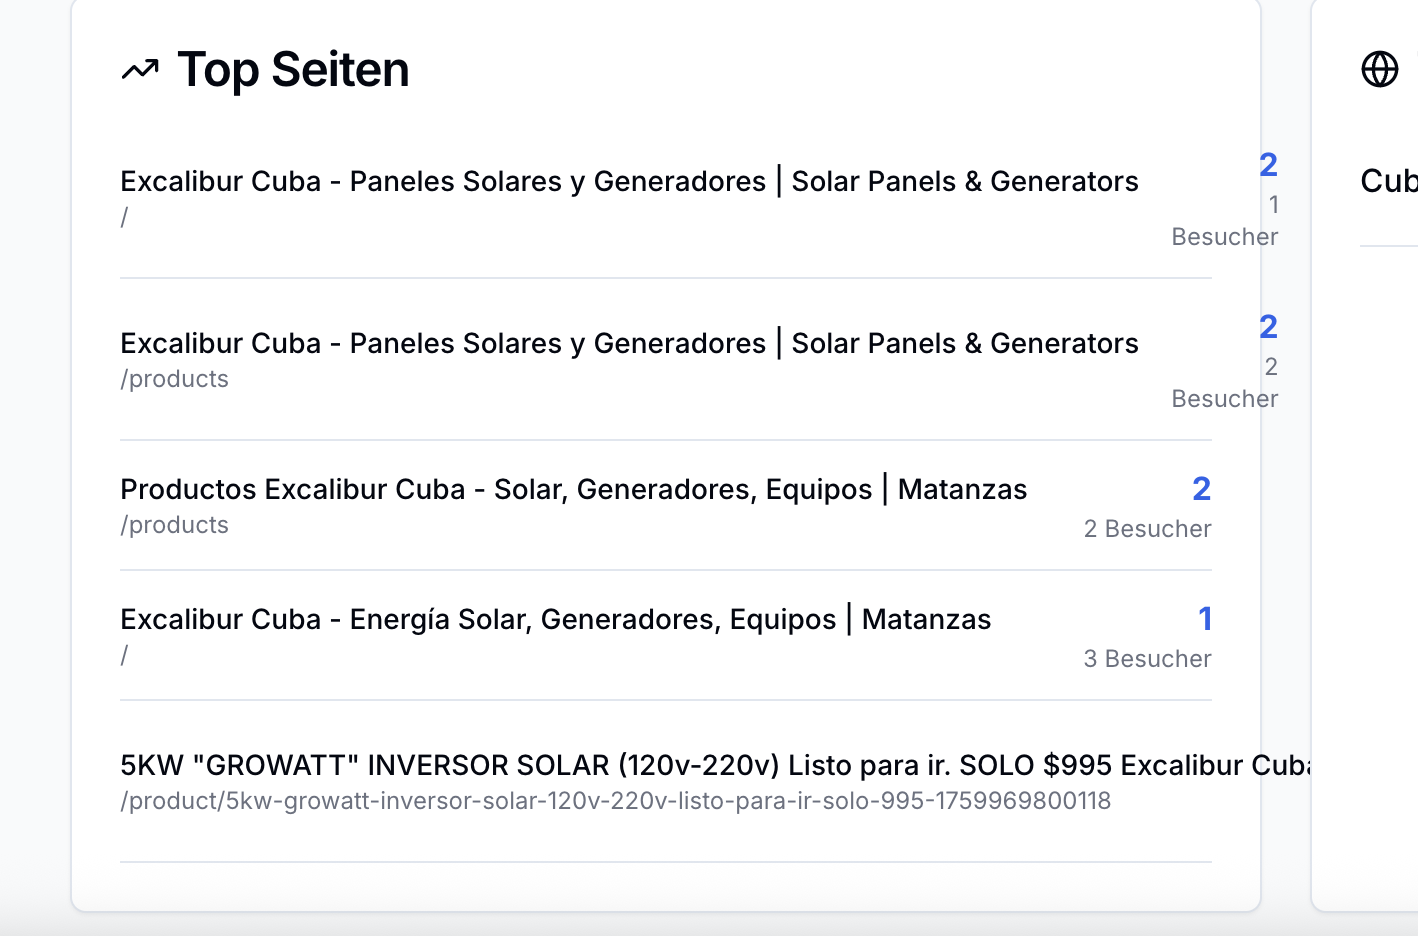 Top Seiten
Excalibur Cuba - Paneles Solares y Generadores | Solar Panels & Generators
/
2
1
Besucher
Excalibur Cuba - Paneles Solares y Generadores | Solar Panels & Generators
/products
2
2
Besucher
Productos Excalibur Cuba - Solar, Generadores, Equipos | Matanzas
/products
2
2 Besucher
Excalibur Cuba - Energía Solar, Generadores, Equipos | Matanzas
/
1
3 Besucher
5KW "GROWATT" INVERSOR SOLAR (120v-220v) Listo para ir. SOLO $995 Excalibur Cuba
/product/5kw-growatt-inversor-solar-120v-220v-listo-para-ir-solo-995-1759969800118
Cub